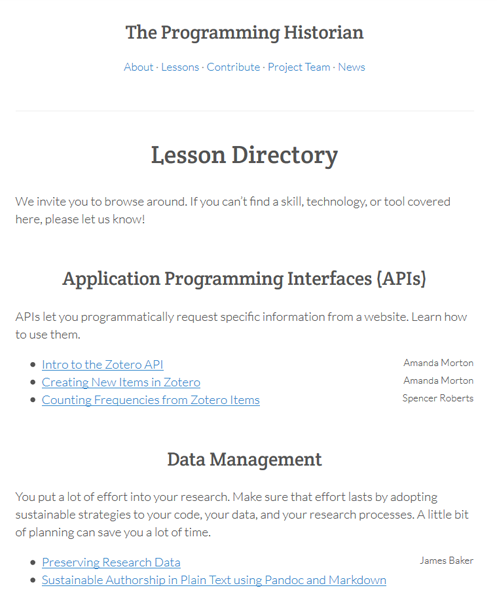 The Programming Historian
About · Lessons · Contribute · Project Team · News
Lesson Directory
We invite you to browse around. If you can't find a skill, technology, or tool covered
here, please let us know!
Application Programming Interfaces (APIs)
APIs let you programmatically request specific information from a website. Learn how
to use them.
Intro to the Zotero API Amanda Morton
Creating New Items in Zotero Amanda Morton
Counting Frequencies from Zotero Items Spencer Roberts
Data Management
You put a lot of effort into your research. Make sure that effort lasts by adopting
sustainable strategies to your code, your data, and your research processes. A little bit
of planning can save you a lot of time.
Preserving Research Data James Baker
Sustainable Authorship in Plain Text using Pandoc and Markdown